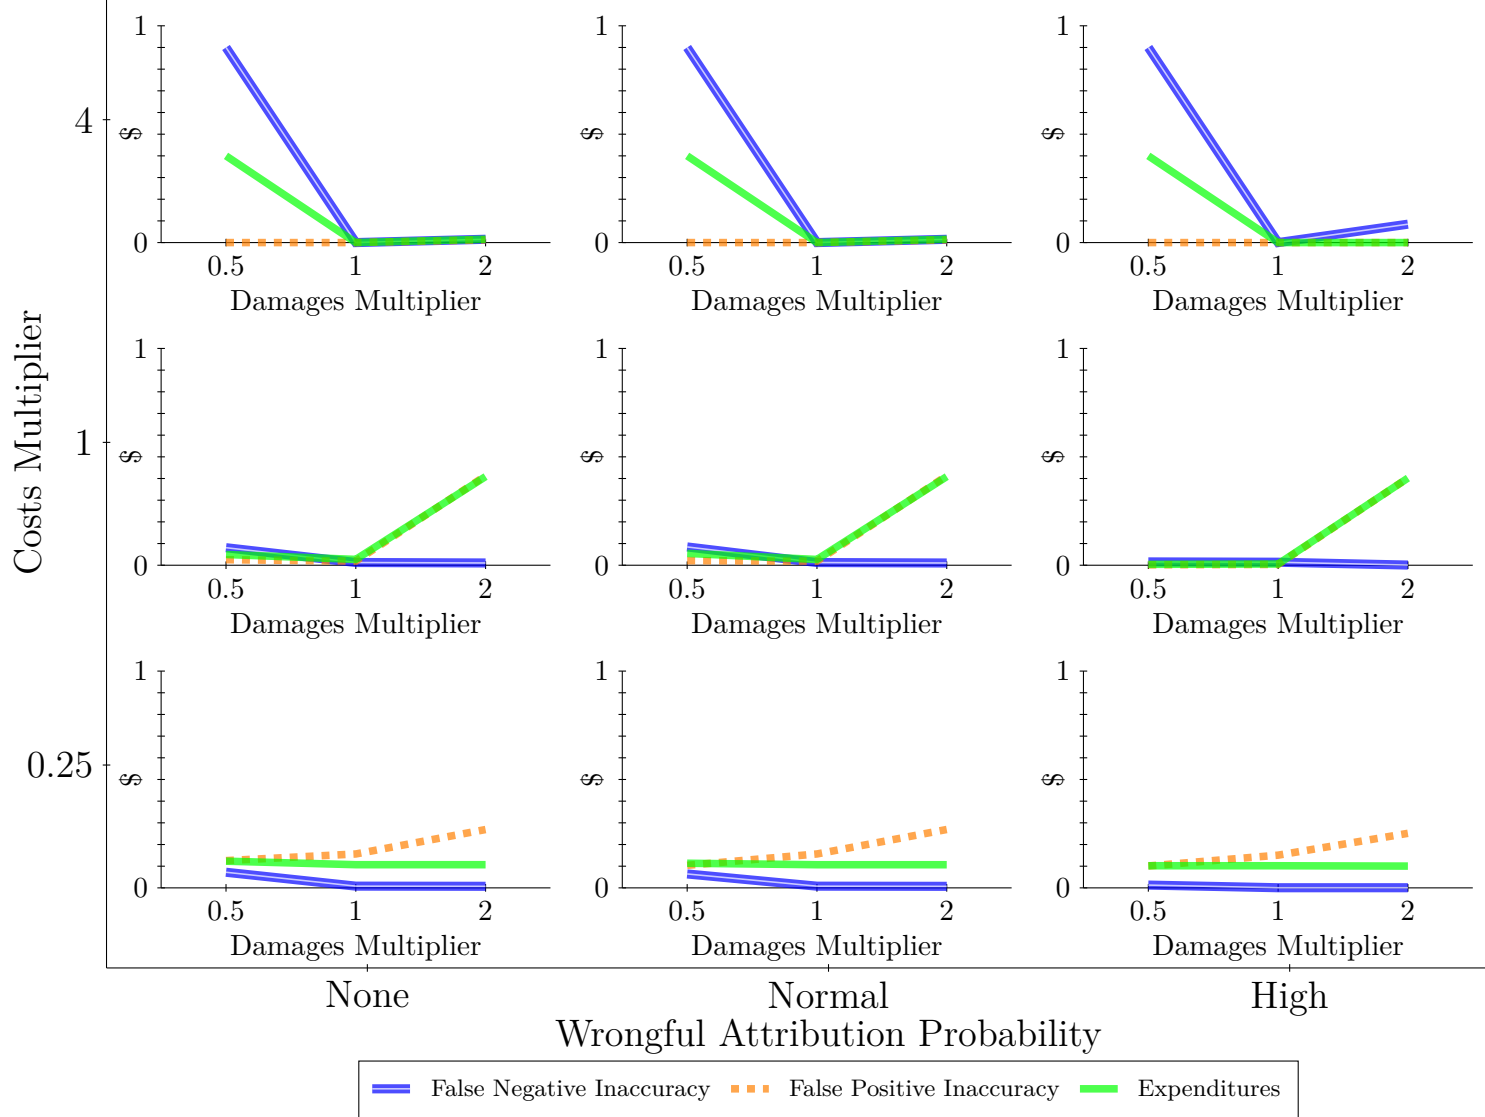 Costs Multiplier
4
1
$
0
0.5 1 2
Damages Multiplier
1
$
0
0.5 1 2
Damages Multiplier
1
$
0
0.5 1 2
Damages Multiplier
1
1
$
0
0.5 1 2
Damages Multiplier
1
$
0
0.5 1 2
Damages Multiplier
1
$
0
0.5 1 2
Damages Multiplier
0.25
1
$
0
0.5 1 2
Damages Multiplier
1
$
0
0.5 1 2
Damages Multiplier
1
$
0
0.5 1 2
Damages Multiplier
None Normal High
Wrongful Attribution Probability
False Negative Inaccuracy False Positive Inaccuracy Expenditures